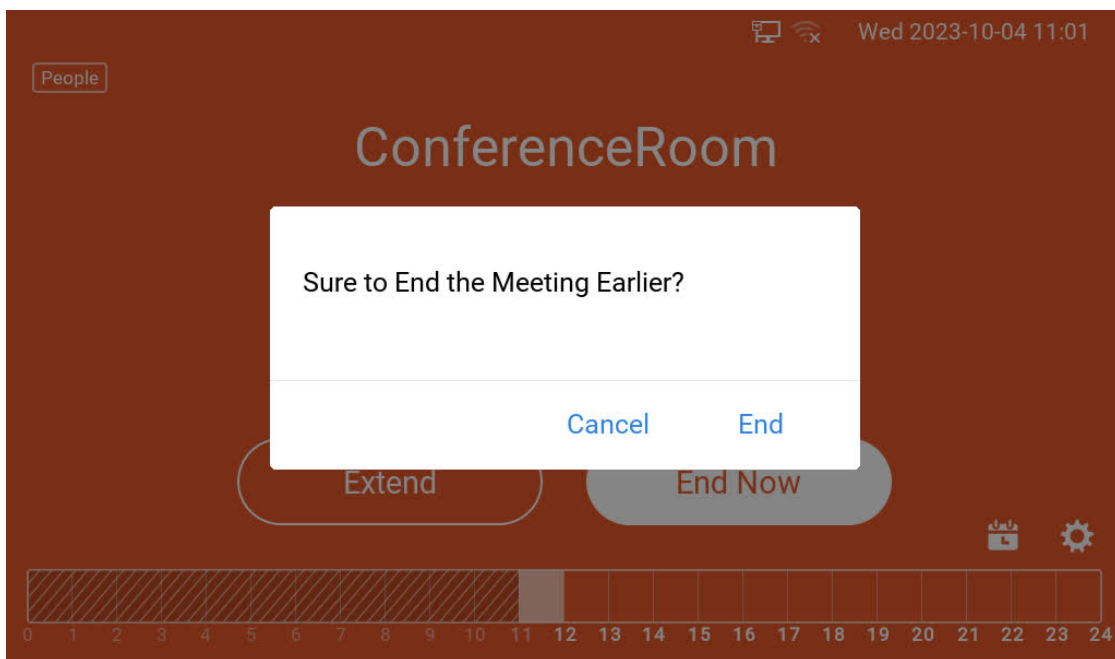 Wed 2023-10-04 11:01
People
ConferenceRoom
Sure to End the Meeting Earlier?
Cancel End
Extend End Now
0 1 2 3 4 5 6 7 8 9 10 11 12 13 14 15 16 17 18 19 20 21 22 23 24